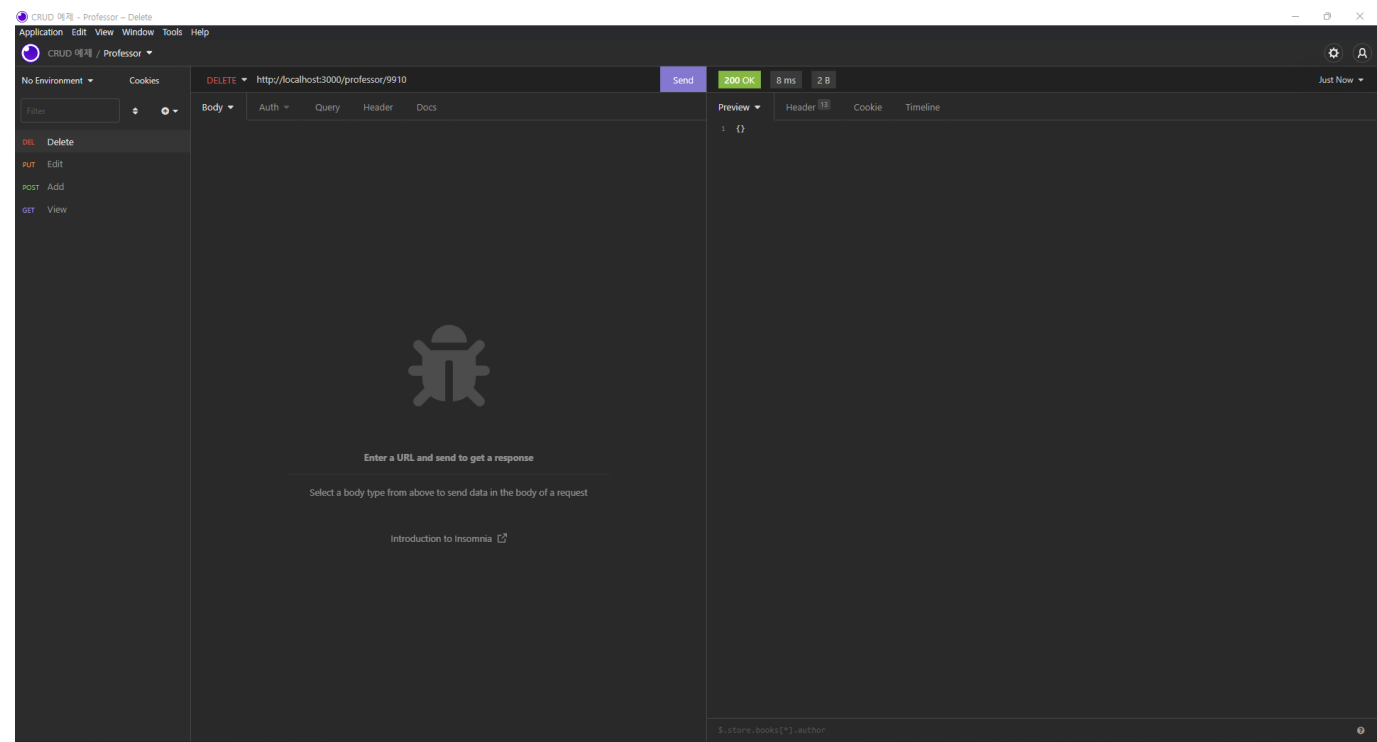 CRUD 예제 - Professor – Delete
Application Edit View Window Tools Help
CRUD 예제 / Professor
No Environment Cookies
DELETE http://localhost:3000/professor/9910 Send
200 OK 8 ms 2 B Just Now
Filter
Body Auth Query Header Docs
Preview Header 13 Cookie Timeline
1 {}
DEL Delete
PUT Edit
POST Add
GET View
Enter a URL and send to get a response
Select a body type from above to send data in the body of a request
Introduction to Insomnia
$.store.books[*].author